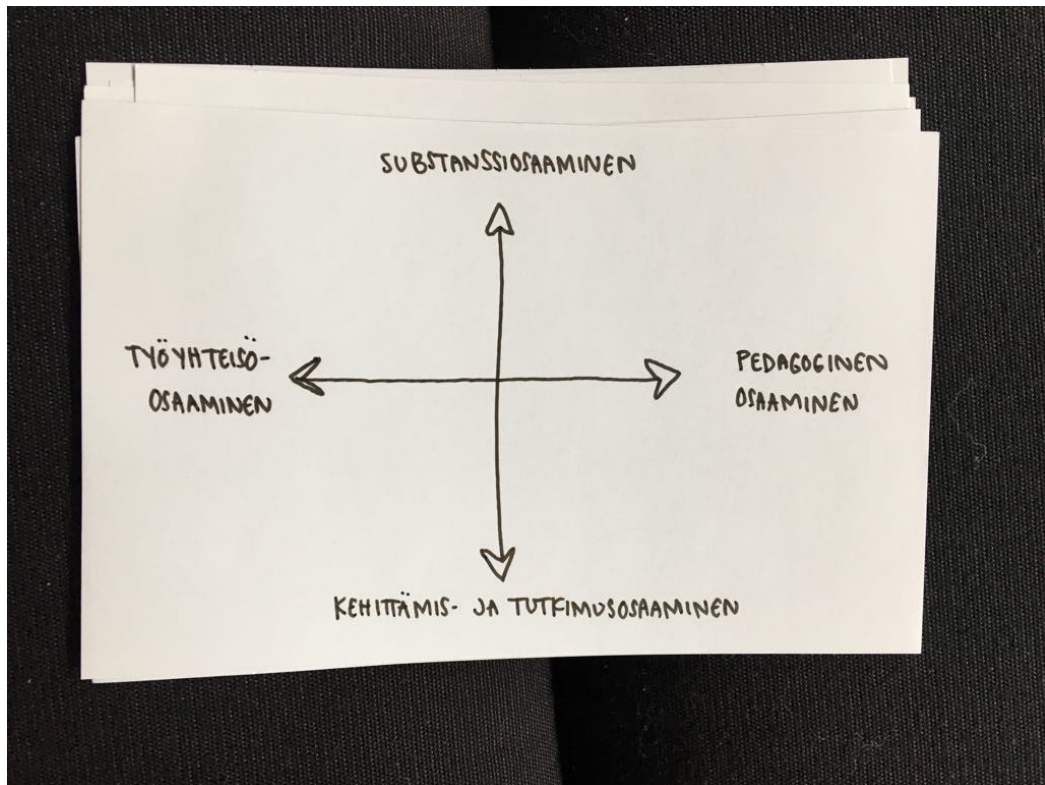 SUBSTANSSIOSAAMINEN
TYÖYHTEISÖ-
OSAAMINEN
PEDAGOGINEN
OSAAMINEN
KEHITTÄMIS- JA TUTKIMUSOSAAMINEN